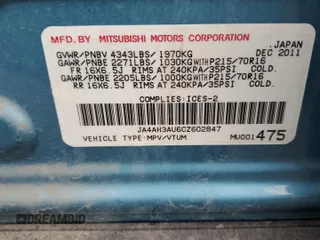 MFD. BY MITSUBISHI MOTORS CORPORATION
JAPAN
GVWR/PNBV 4343LBS/1970KG DEC 2011
GAWR/PNBE 2271LBS/1030KG WITH P215/70R16
FR 16X6.5J RIMS AT 240KPA/35PSI COLD.
GAWR/PNBE 2205LBS/1000KG WITH P215/70R16
RR 16X6.5J RIMS AT 240KPA/35PSI COLD.
COMPLIES:ICES-2
JA4AH3AU6CZ602847
VEHICLE TYPE:MPV/VTUM MU001475
DREAMBID